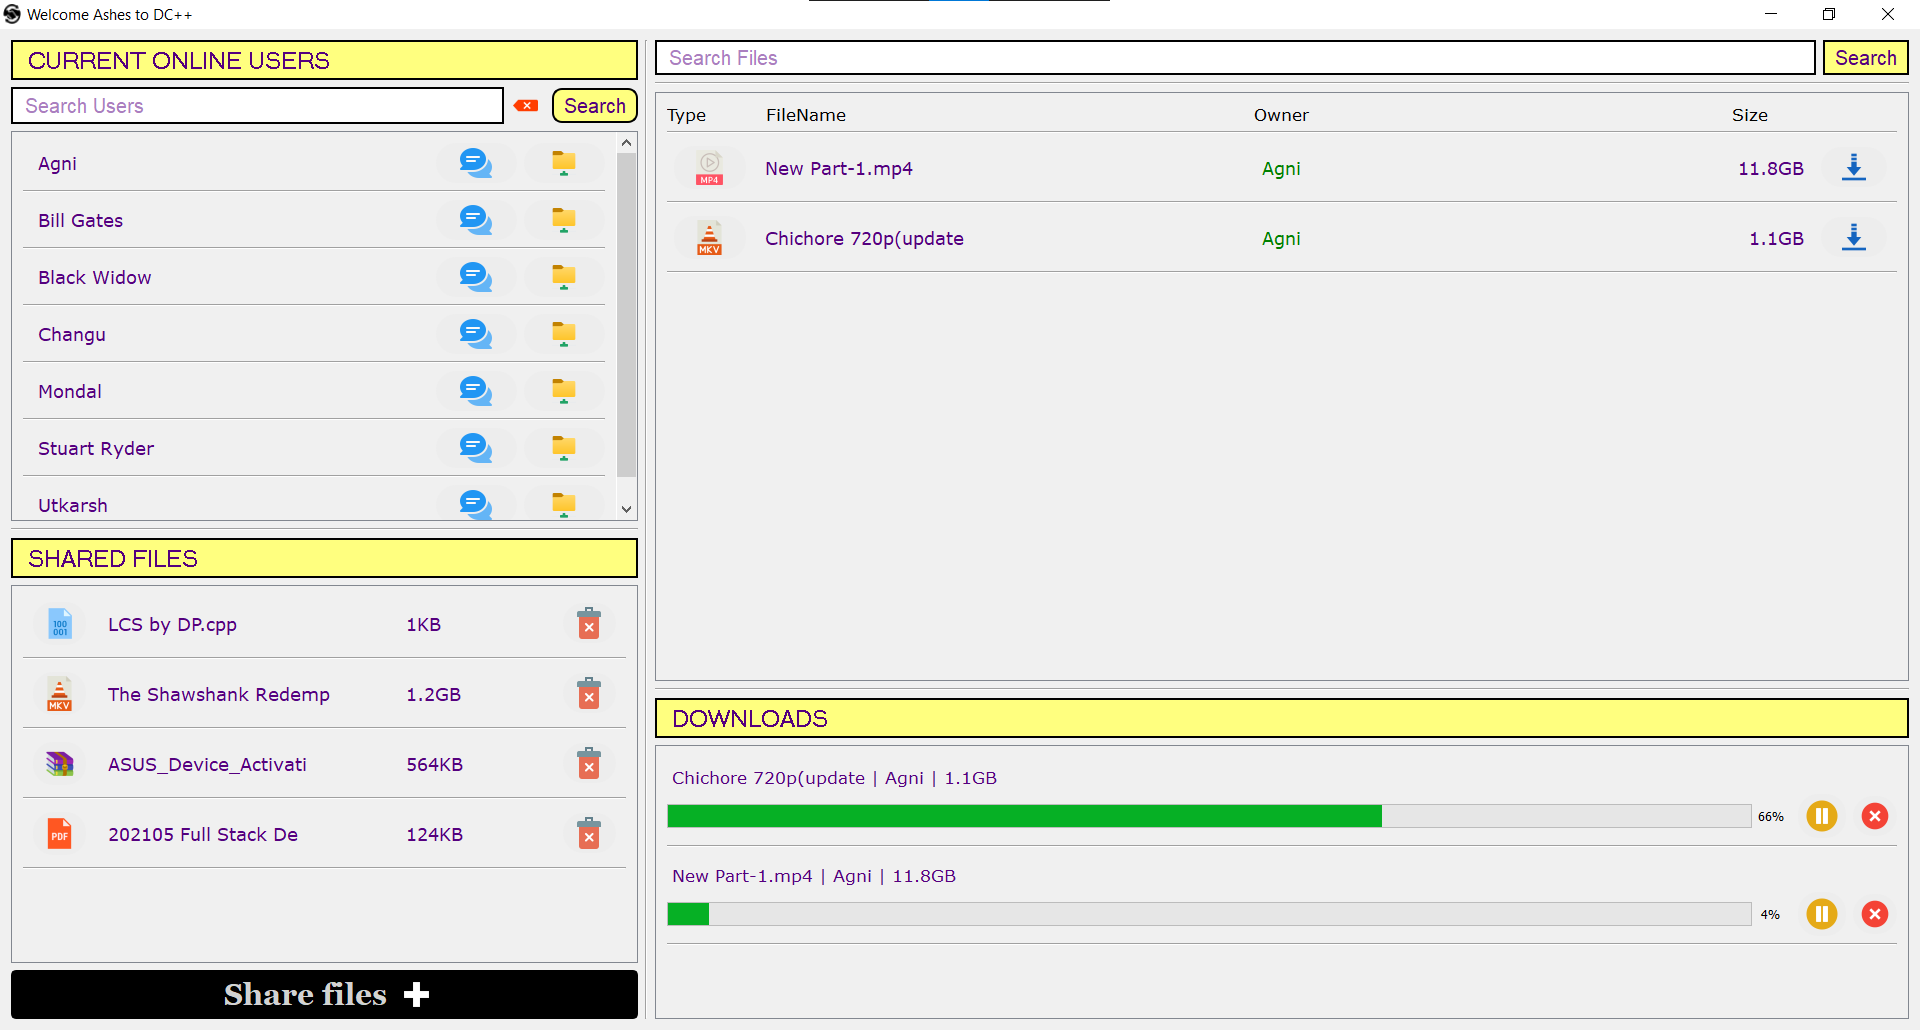 Welcome Ashes to DC++
CURRENT ONLINE USERS
Search Users
Search
Agni
Bill Gates
Black Widow
Changu
Mondal
Stuart Ryder
Utkarsh
SHARED FILES
100
001
LCS by DP.cpp 1KB
MKV
The Shawshank Redemp 1.2GB
ASUS_Device_Activati 564KB
PDF
202105 Full Stack De 124KB
Share files
Search Files
Search
Type FileName Owner Size
MP4
New Part-1.mp4 Agni 11.8GB
MKV
Chichore 720p(update Agni 1.1GB
DOWNLOADS
Chichore 720p(update | Agni | 1.1GB
66%
New Part-1.mp4 | Agni | 11.8GB
4%